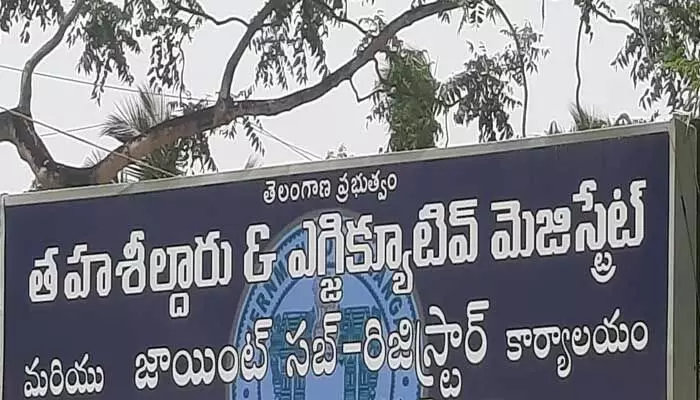 తెలంగాణ ప్రభుత్వం
తహశీల్దారు & ఎగ్జిక్యూటివ్ మెజిస్ట్రేట్
మరియు జాయింట్ సబ్-రిజిస్ట్రార్ కార్యాలయం